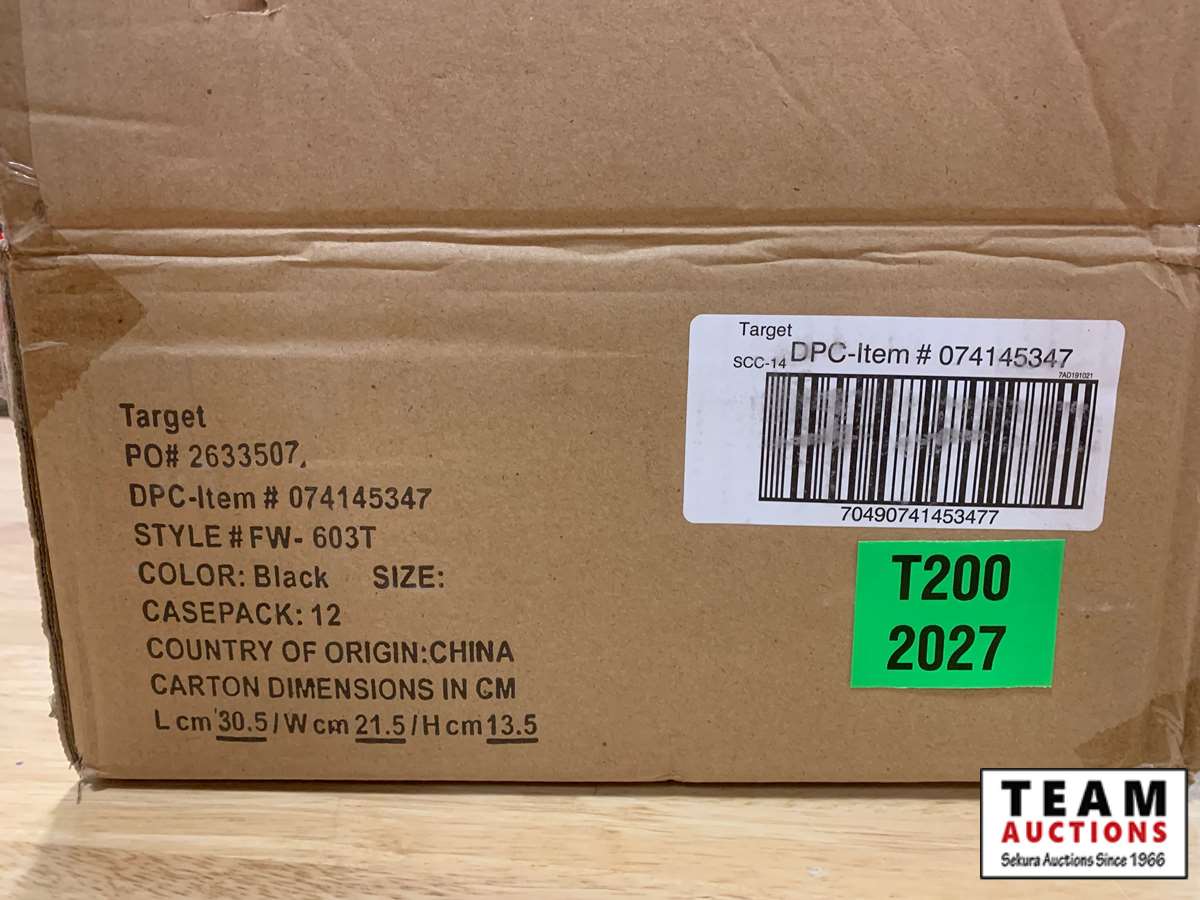 Target
PO# 2633507
DPC-Item # 074145347
STYLE # FW- 603T
COLOR: Black SIZE:
CASEPACK: 12
COUNTRY OF ORIGIN:CHINA
CARTON DIMENSIONS IN CM
L cm 30.5 / W cm 21.5 / H cm 13.5
Target
SCC-14 DPC-Item # 074145347
7AD191021
70490741453477
T200
2027
TEAM
AUCTIONS
Sekura Auctions Since 1966